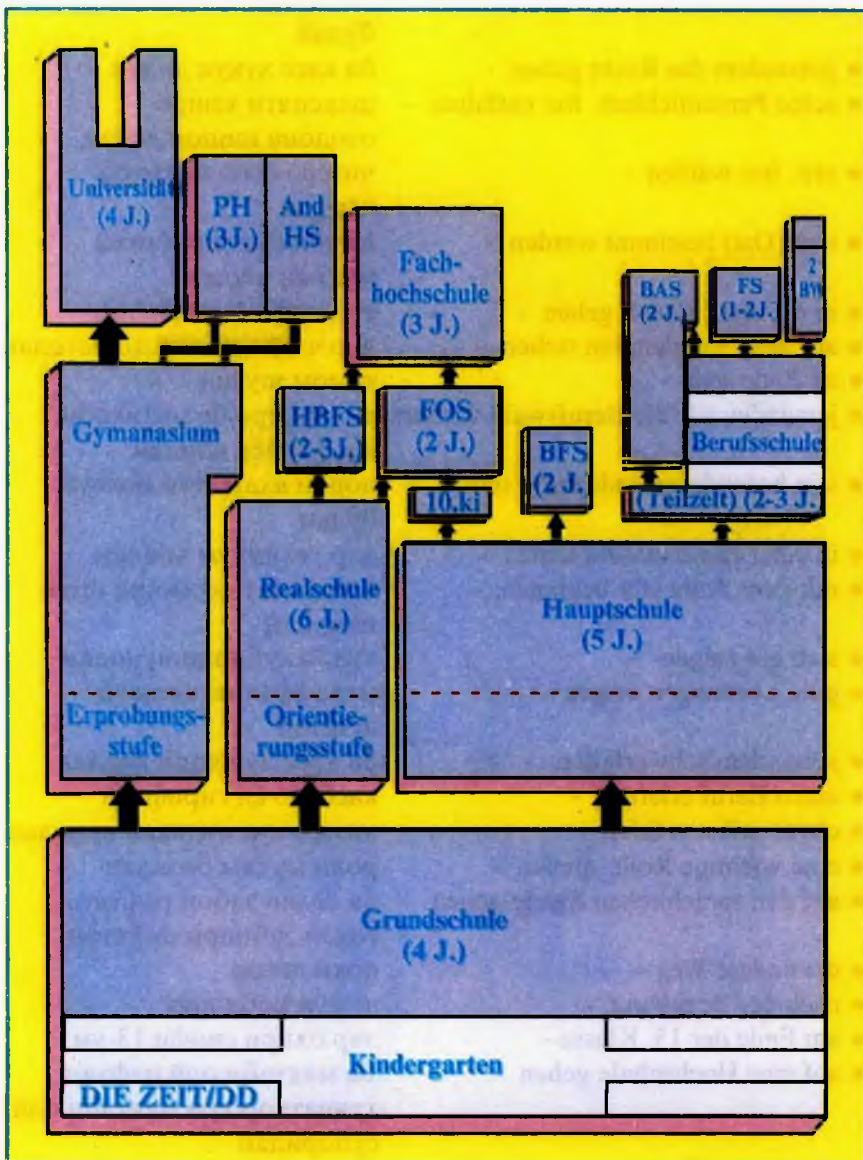 Universität
(4 J.)
PH
(3J.)
And
HS
Fach-
hochschule
(3 J.)
BAS
(2 J.)
FS
(1-2J.)
2
BW
Gymanasium
HBFS
(2-3J.)
FOS
(2 J.)
BFS
(2 J.
Berufsschule
10.ki
(Teilzeit) (2-3 J.)
Realschule
(6 J.)
Hauptschule
(5 J.)
Erprobungs-
stufe
Orientie-
rungsstufe
Grundschule
(4 J.)
Kindergarten
DIE ZEIT/DD